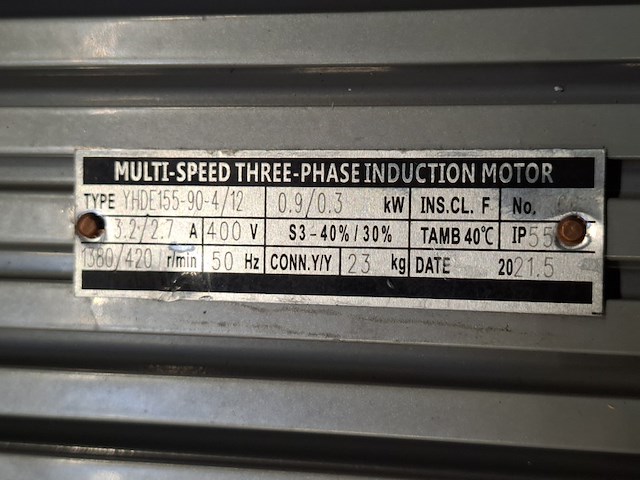 MULTI-SPEED THREE-PHASE INDUCTION MOTOR
TYPE YHDE155-90-4/12 0.9/0.3 kW INS.CL. F No.
3.2/2.7 A 400 V S3-40%/30% TAMB 40℃ IP55
1380/420 r/min 50 Hz CONN.Y/Y 23 kg DATE 2021.5